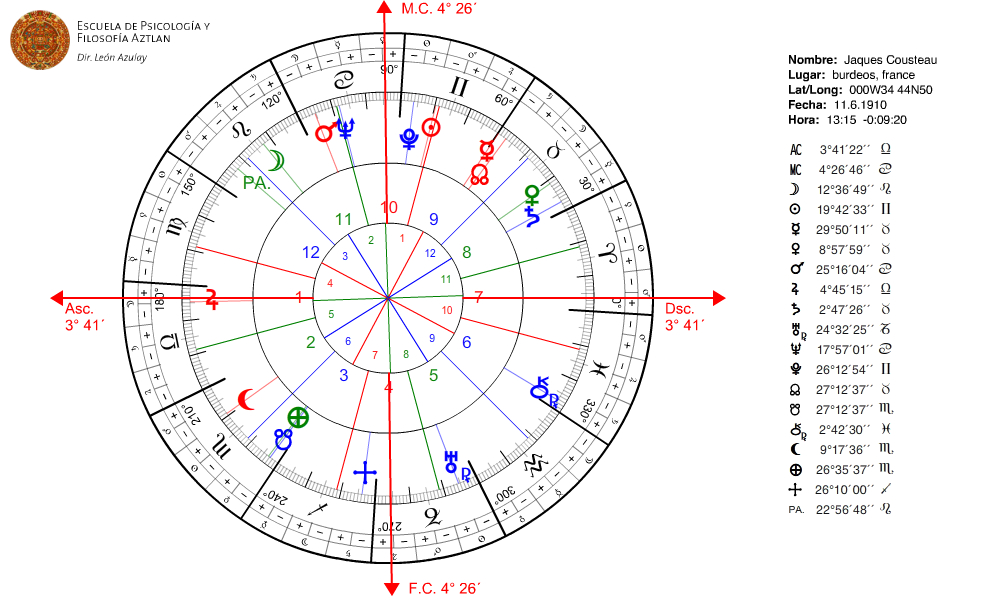 ESCUELA DE PSICOLOGÍA Y
FILOSOFÍA AZTLAN
Dir. León Azulay
M.C. 4° 26´
90°
60°
30°
0°
330°
300°
270°
240°
210°
180°
150°
120°
PA.
10
11
9
12
8
1
7
2
6
3
5
4
1
2
12
3
11
4
10
5
9
6
8
7
Asc.
3° 41´
Dsc.
3° 41´
F.C. 4° 26´
Nombre: Jaques Cousteau
Lugar: burdeos, france
Lat/Long: 000W34 44N50
Fecha: 11.6.1910
Hora: 13:15 -0:09:20
AC 3°41´22´´ ♎
MC 4°26´46´´ ♋
☽ 12°36´49´´ ♌
☉ 19°42´33´´ ♊
☿ 29°50´11´´ ♉
♀ 8°57´59´´ ♉
♂ 25°16´04´´ ♋
♃ 4°45´15´´ ♎
♄ 2°47´26´´ ♉
♅℞ 24°32´25´´ ♑
♆ 17°57´01´´ ♋
♇ 26°12´54´´ ♊
☊ 27°12´37´´ ♉
☋ 27°12´37´´ ♏
⚷℞ 2°42´30´´ ♓
⚸ 9°17´36´´ ♏
⊕ 26°35´37´´ ♏
26°10´00´´ ♐
PA. 22°56´48´´ ♌